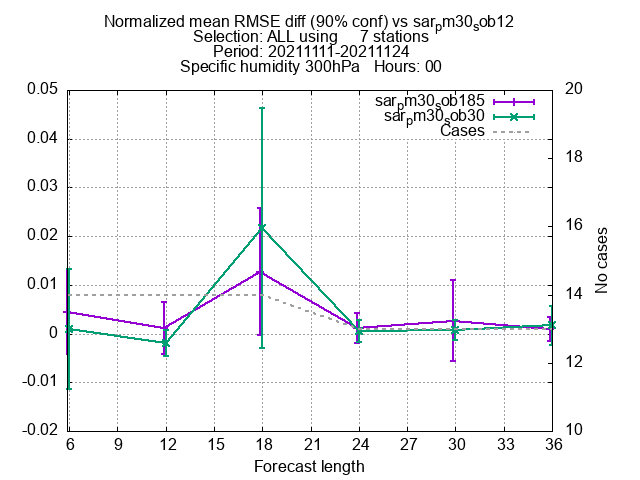 Normalized mean RMSE diff (90% conf) vs sarpm30sob12
Selection: ALL using 7 stations
Period: 20211111-20211124
Specific humidity 300hPa Hours: 00
sarpm30sob185
sarpm30sob30
Cases
0.05
0.04
0.03
0.02
0.01
0
-0.01
-0.02
20
18
16
14
12
10
No cases
6 9 12 15 18 21 24 27 30 33 36
Forecast length